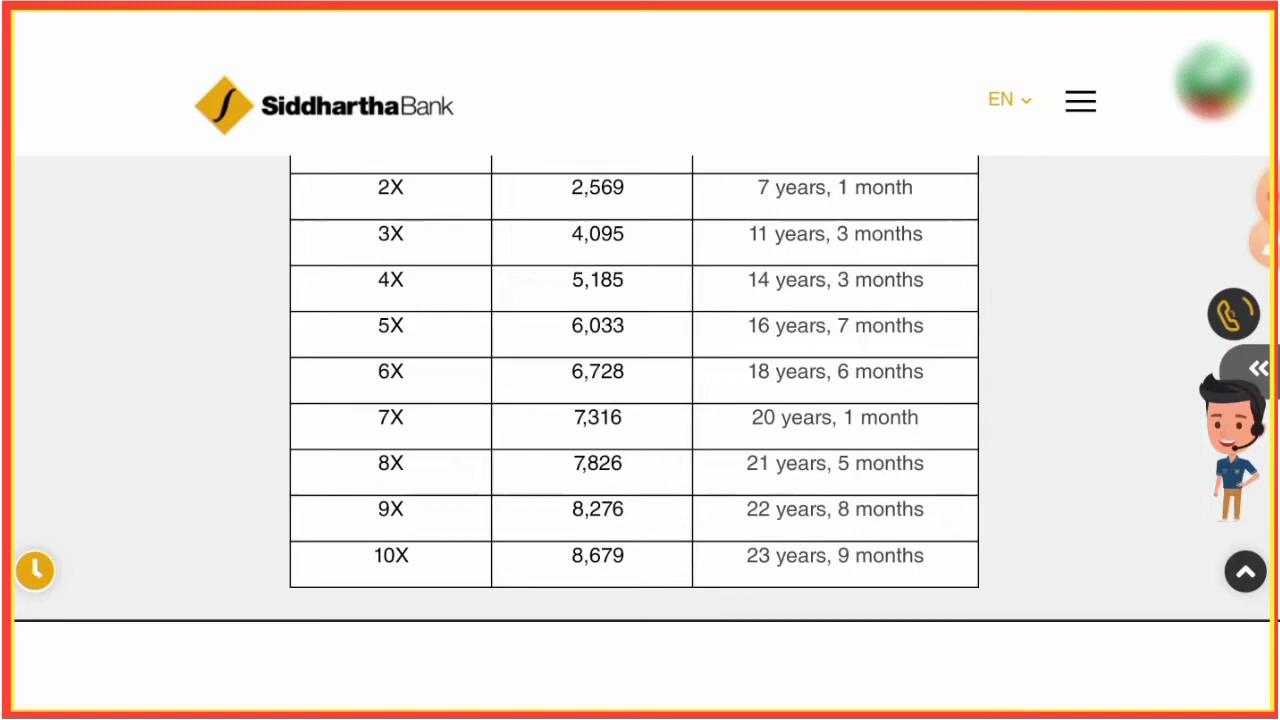 SiddharthaBank
EN
2X 2,569 7 years, 1 month
3X 4,095 11 years, 3 months
4X 5,185 14 years, 3 months
5X 6,033 16 years, 7 months
6X 6,728 18 years, 6 months
7X 7,316 20 years, 1 month
8X 7,826 21 years, 5 months
9X 8,276 22 years, 8 months
10X 8,679 23 years, 9 months